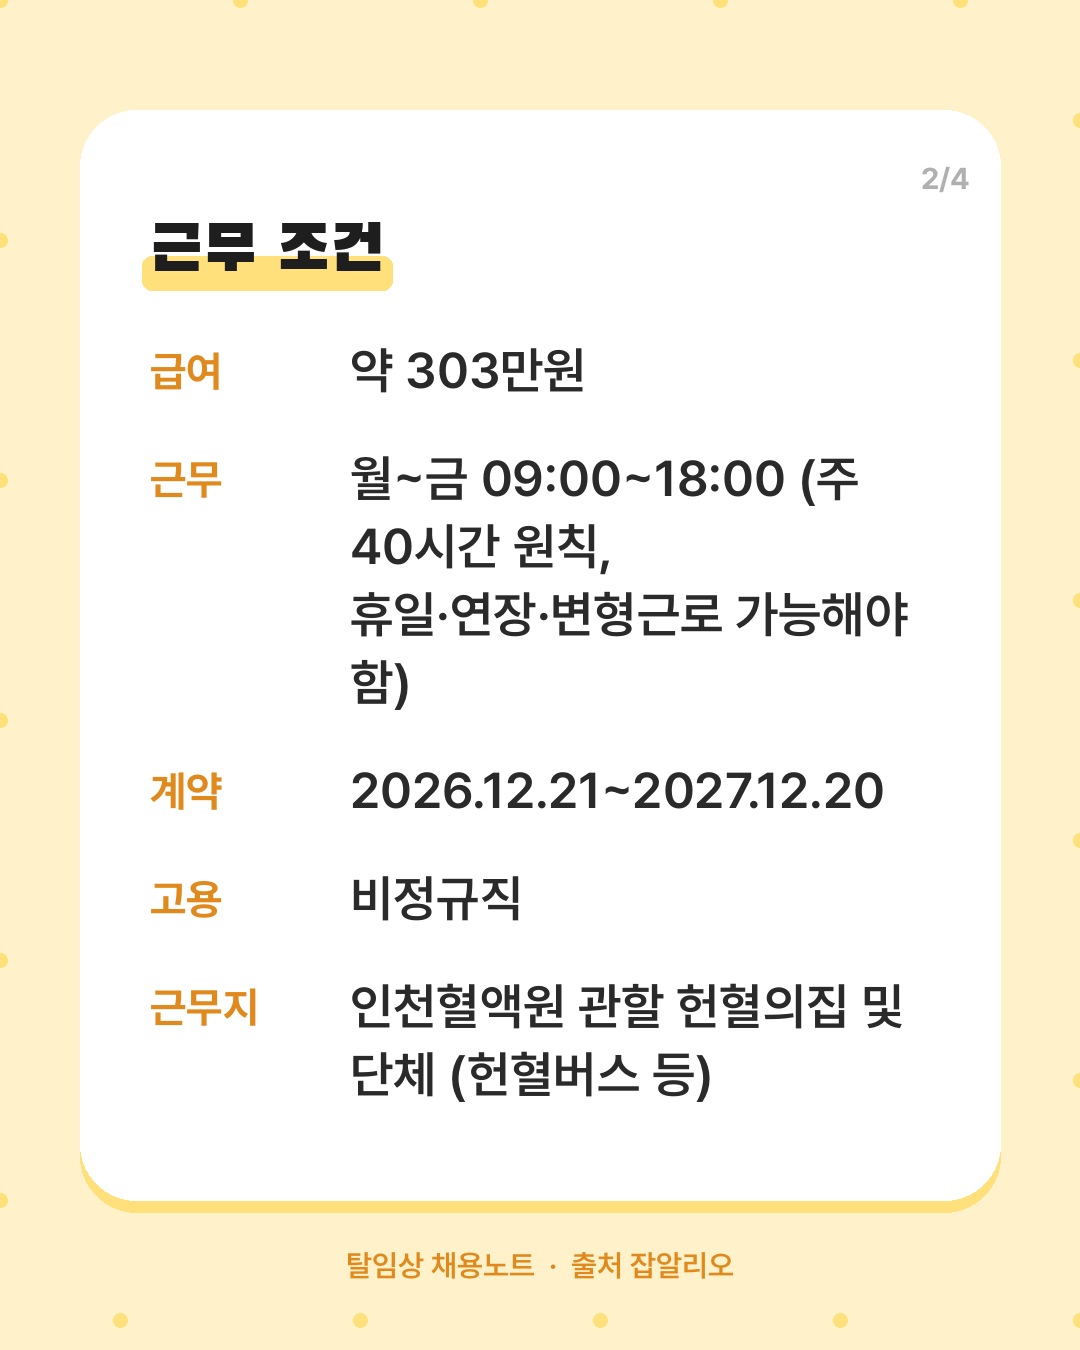 2/4
근무 조건
급여 약 303만원
근무 월~금 09:00~18:00 (주
40시간 원칙,
휴일·연장·변형근로 가능해야
함)
계약 2026.12.21~2027.12.20
고용 비정규직
근무지 인천혈액원 관할 헌혈의집 및
단체 (헌혈버스 등)
탈임상 채용노트 · 출처 잡알리오